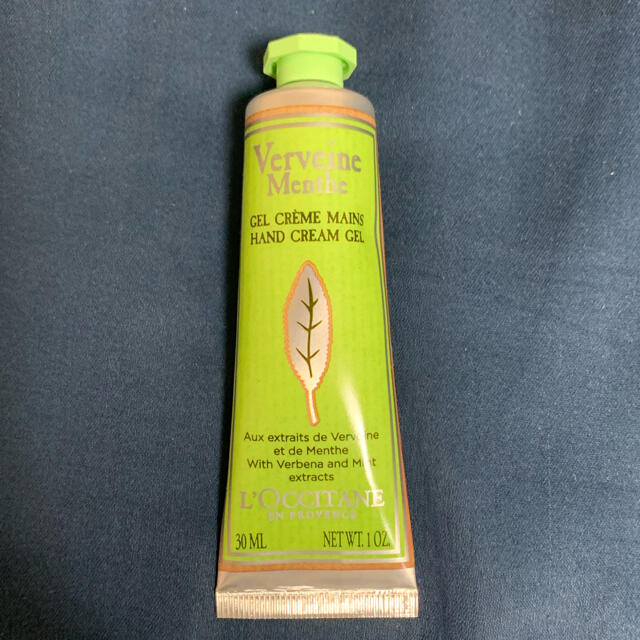 Verveine
Menthe
GEL CRÈME MAINS
HAND CREAM GEL
Aux extraits de Verveine
et de Menthe
With Verbena and Mint
extracts
L'OCCITANE
EN PROVENCE
30 ML NET WT. 1 OZ.